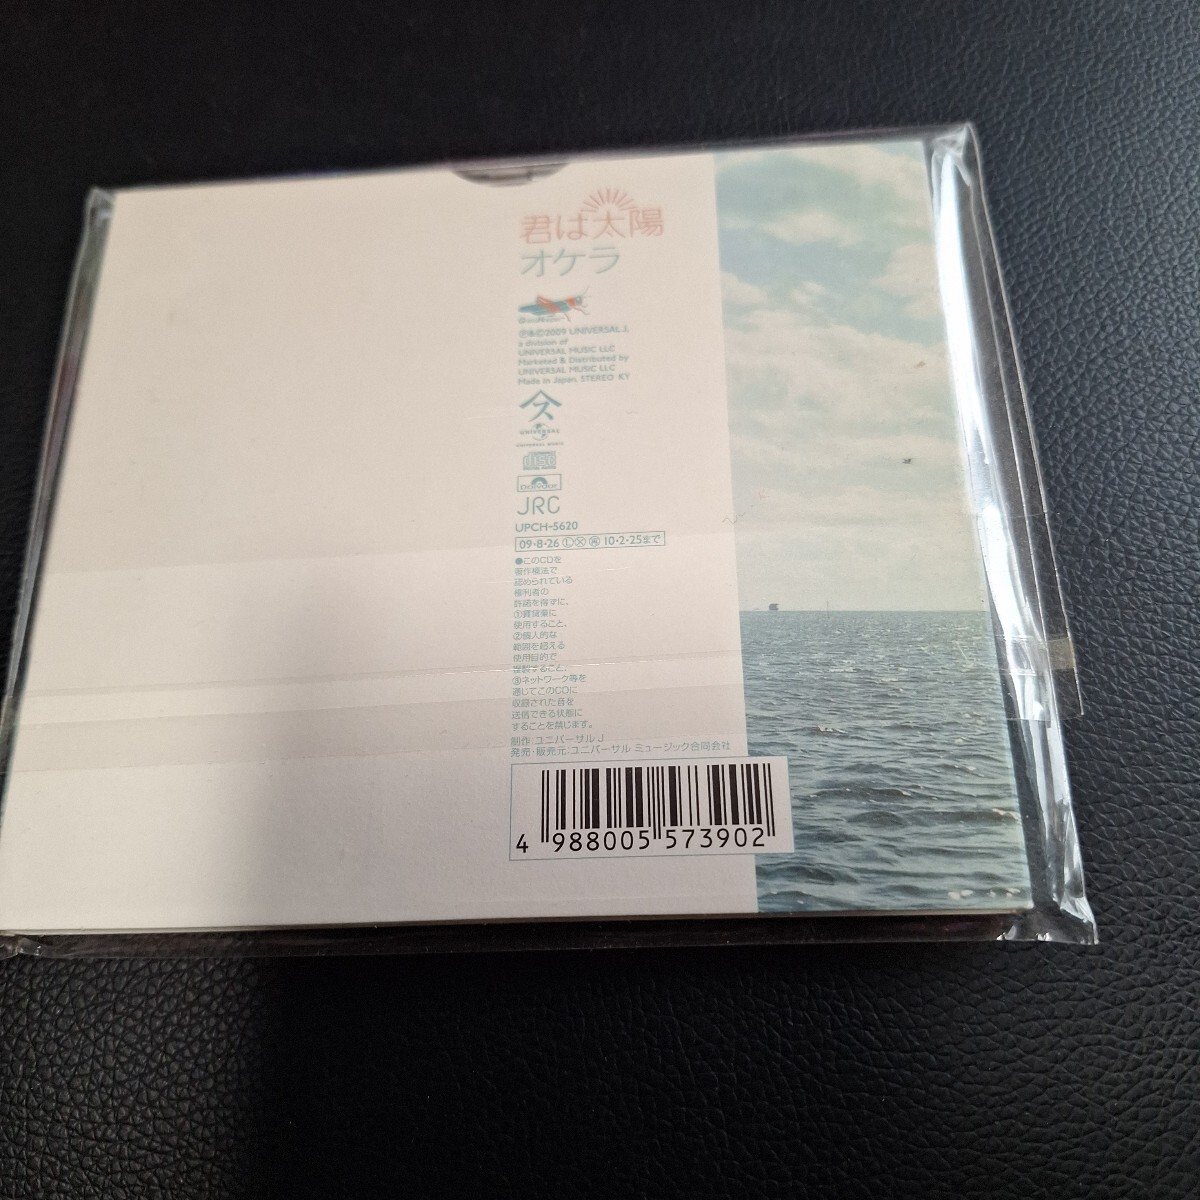 君は太陽
オケラ
Ⓟ&Ⓒ2009 UNIVERSAL J,
a division of
UNIVERSAL MUSIC LLC
Marketed & Distributed by
UNIVERSAL MUSIC LLC
Made in Japan, STEREO KY
ス
UNIVERSAL
UNIVERSAL MUSIC
disc
Polydor
JRC
UPCH-5620
09・8・26 Ⓛ Ⓧ 10・2・25まで
●このCDを
著作権法で
認められている
権利者の
許諾を得ずに、
①賃貸業に
使用すること、
②個人的な
範囲を超える
使用目的で
複製すること、
③ネットワーク等を
通じてこのCDに
収録された音を
送信できる状態に
することを禁じます。
制作 ユニバーサル J
発売・販売元:ユニバーサル ミュージック合同会社
4 988005 573902